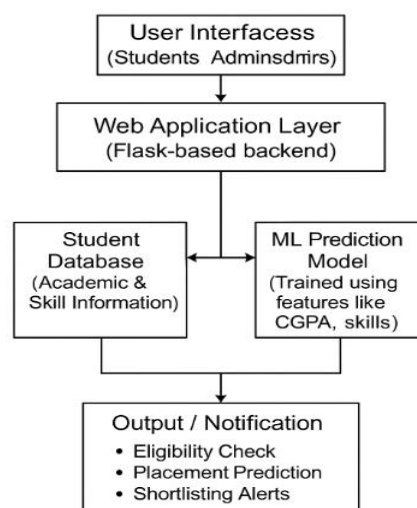 User Interfacess
(Students Adminsdrrirs)
Web Application Layer
(Flask-based backend)
Student
Database
(Academic &
Skill Information)
ML Prediction
Model
(Trained using
features like
CGPA, skills)
Output / Notification
• Eligibility Check
• Placement Prediction
• Shortlisting Alerts